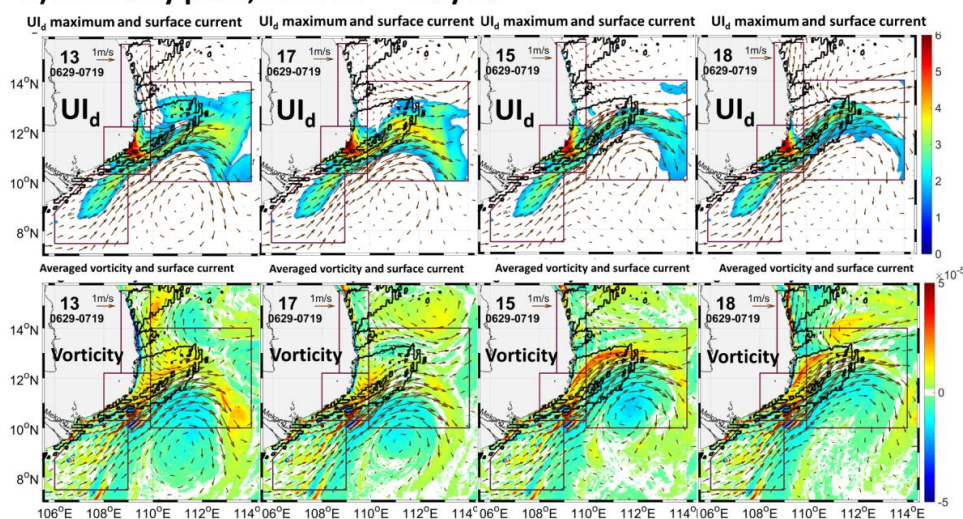 UId maximum and surface current UId maximum and surface current UId maximum and surface current UId maximum and surface current
13 1m/s 17 1m/s 15 1m/s 18 1m/s
0629-0719 0629-0719 0629-0719 0629-0719
UId UId UId UId
14°N
12°N
10°N
8°N
6
5
4
3
2
1
0
Averaged vorticity and surface current Averaged vorticity and surface current Averaged vorticity and surface current Averaged vorticity and surface current
×10⁻⁵
13 1m/s 17 1m/s 15 1m/s 18 1m/s
0629-0719 0629-0719 0629-0719 0629-0719
Vorticity Vorticity Vorticity Vorticity
14°N
12°N
10°N
8°N
5
0
-5
106°E 108°E 110°E 112°E 114° 106°E 108°E 110°E 112°E 114° 106°E 108°E 110°E 112°E 114° 106°E 108°E 110°E 112°E 114°E